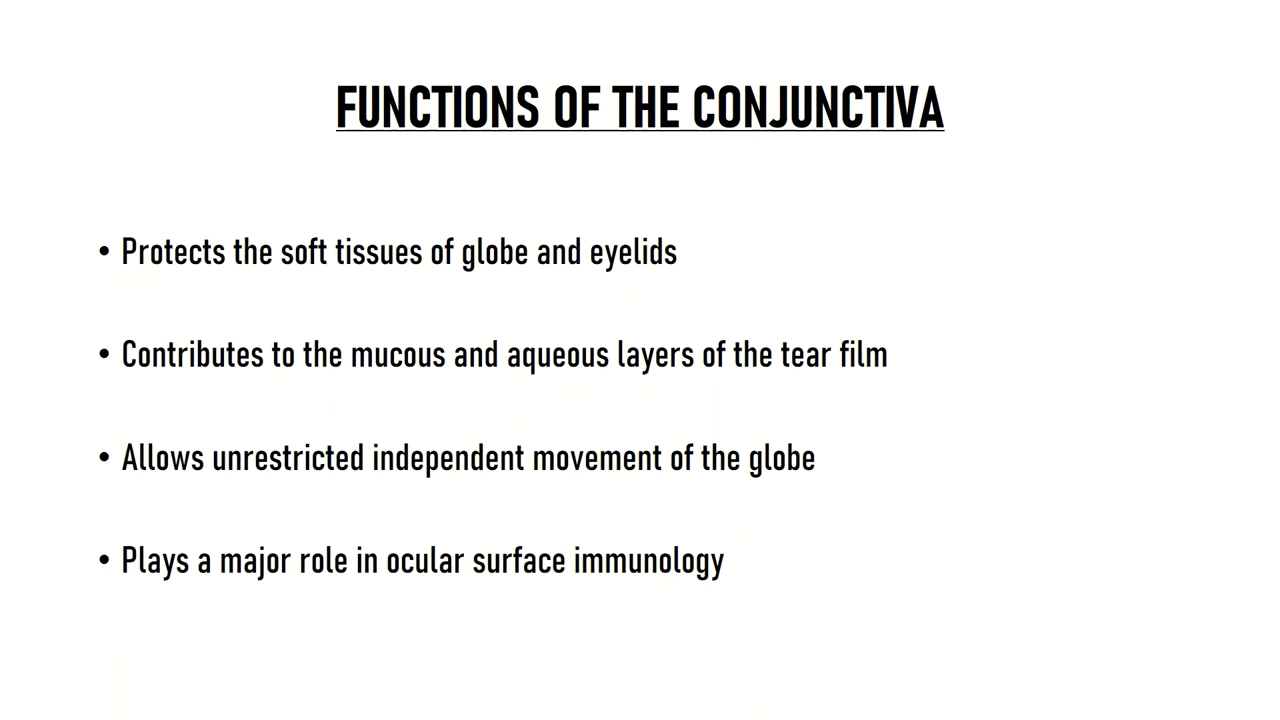 FUNCTIONS OF THE CONJUNCTIVA
• Protects the soft tissues of globe and eyelids
• Contributes to the mucous and aqueous layers of the tear film
• Allows unrestricted independent movement of the globe
• Plays a major role in ocular surface immunology